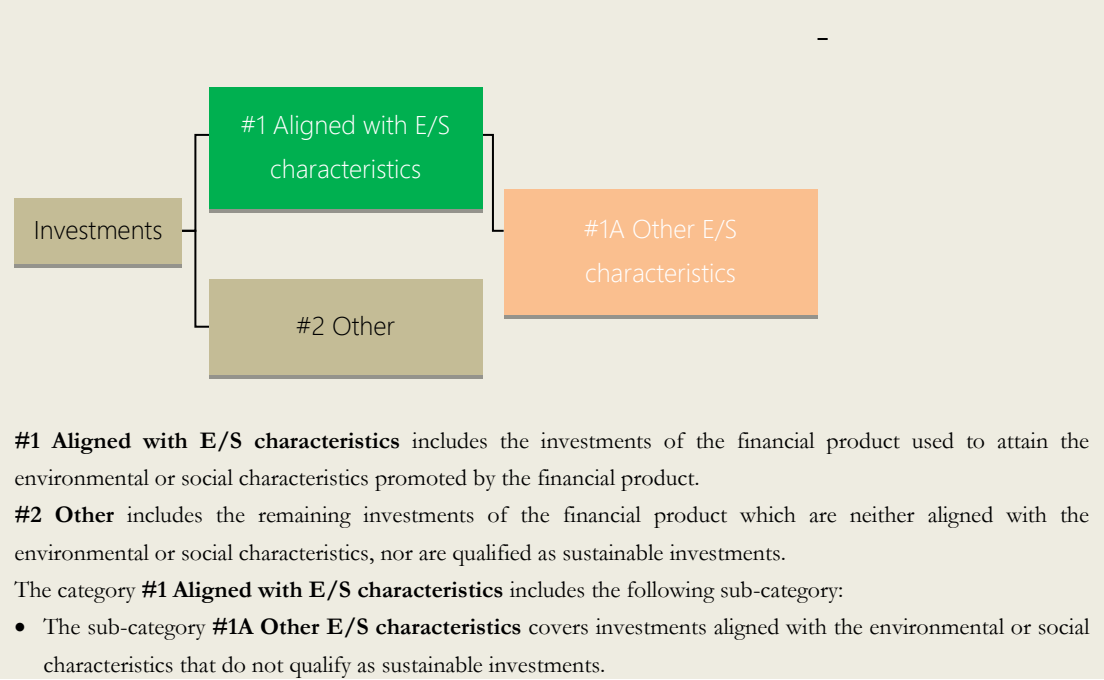 –
#1 Aligned with E/S
characteristics
Investments
#1A Other E/S
characteristics
#2 Other
#1 Aligned with E/S characteristics includes the investments of the financial product used to attain the
environmental or social characteristics promoted by the financial product.
#2 Other includes the remaining investments of the financial product which are neither aligned with the
environmental or social characteristics, nor are qualified as sustainable investments.
The category #1 Aligned with E/S characteristics includes the following sub-category:
• The sub-category #1A Other E/S characteristics covers investments aligned with the environmental or social
characteristics that do not qualify as sustainable investments.